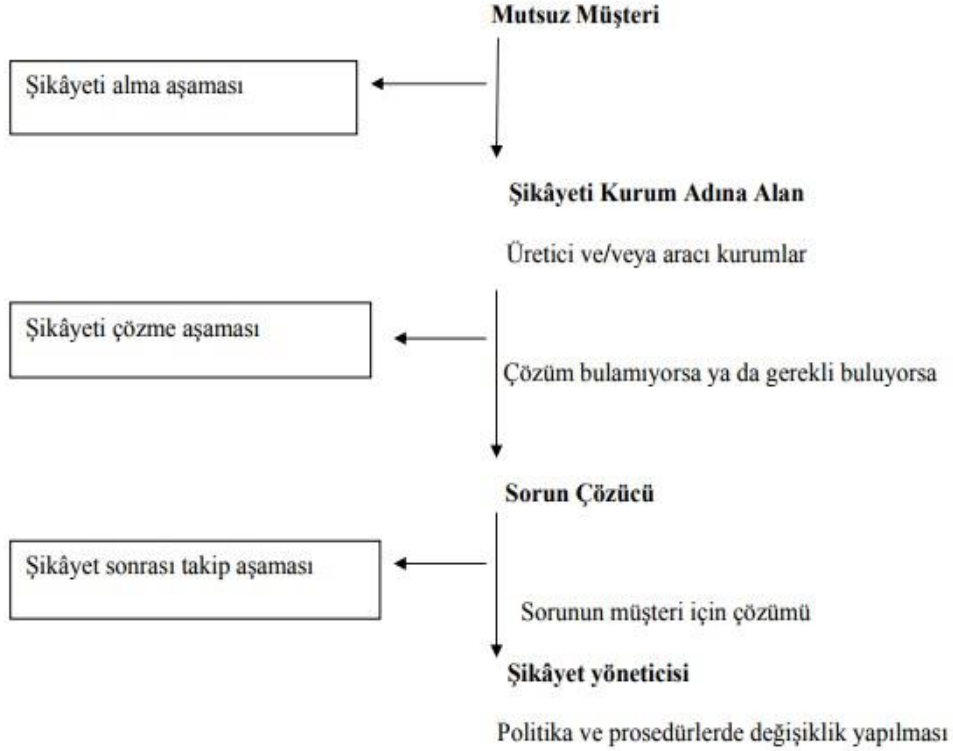 Mutsuz Müşteri
Şikâyeti alma aşaması
Şikâyeti Kurum Adına Alan
Üretici ve/veya aracı kurumlar
Şikâyeti çözme aşaması
Çözüm bulamıyorsa ya da gerekli buluyorsa
Sorun Çözücü
Şikâyet sonrası takip aşaması
Sorunun müşteri için çözümü
Şikâyet yöneticisi
Politika ve prosedürlerde değişiklik yapılması